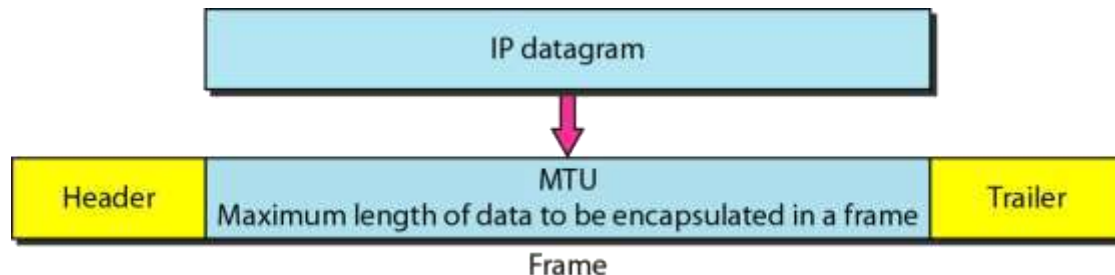 IP datagram
Header
MTU
Maximum length of data to be encapsulated in a frame
Trailer
Frame